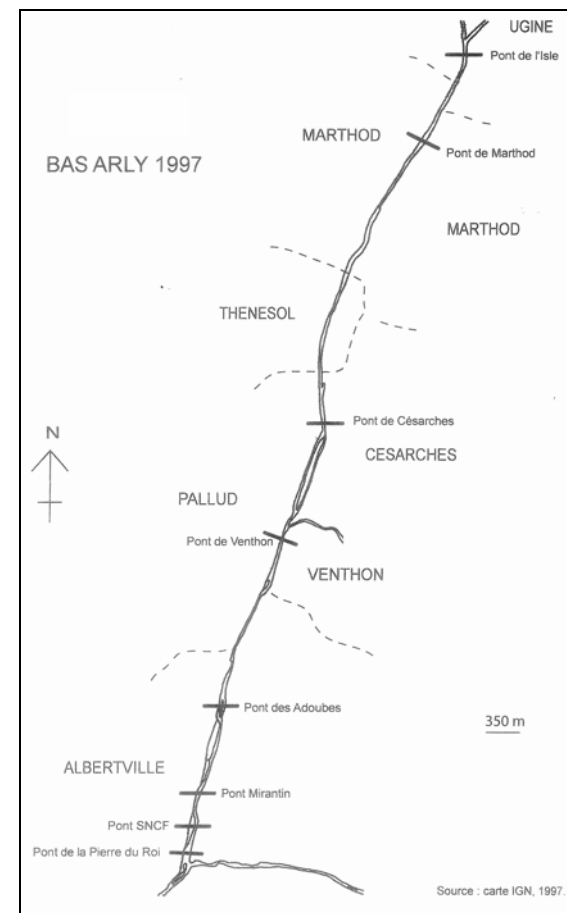 UGINE
Pont de l'Isle
MARTHOD
Pont de Marthod
BAS ARLY 1997
MARTHOD
THENESOL
Pont de Césarches
N
CESARCHES
PALLUD
Pont de Venthon
VENTHON
Pont des Adoubes
350 m
ALBERTVILLE
Pont Mirantin
Pont SNCF
Pont de la Pierre du Roi
Source : carte IGN, 1997.